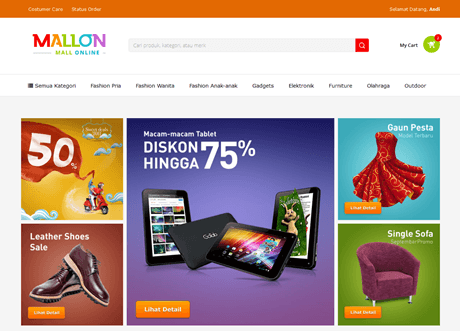 Costumer Care
Status Order
Selamat Datang, Andi
MALLON
MALL ONLINE
Cari produk, kategori, atau merk
My Cart
Semua Kategori
Fashion Pria
Fashion Wanita
Fashion Anak-anak
Gadgets
Elektronik
Furniture
Olahraga
Outdoor
50%
Macam-macam Tablet
DISKON
HINGGA 75%
Lihat Detail
Gaun Pesta
Model Terbaru
Lihat Detail
Leather Shoes
Sale
Lihat Detail
Single Sofa
September Promo
Lihat Detail